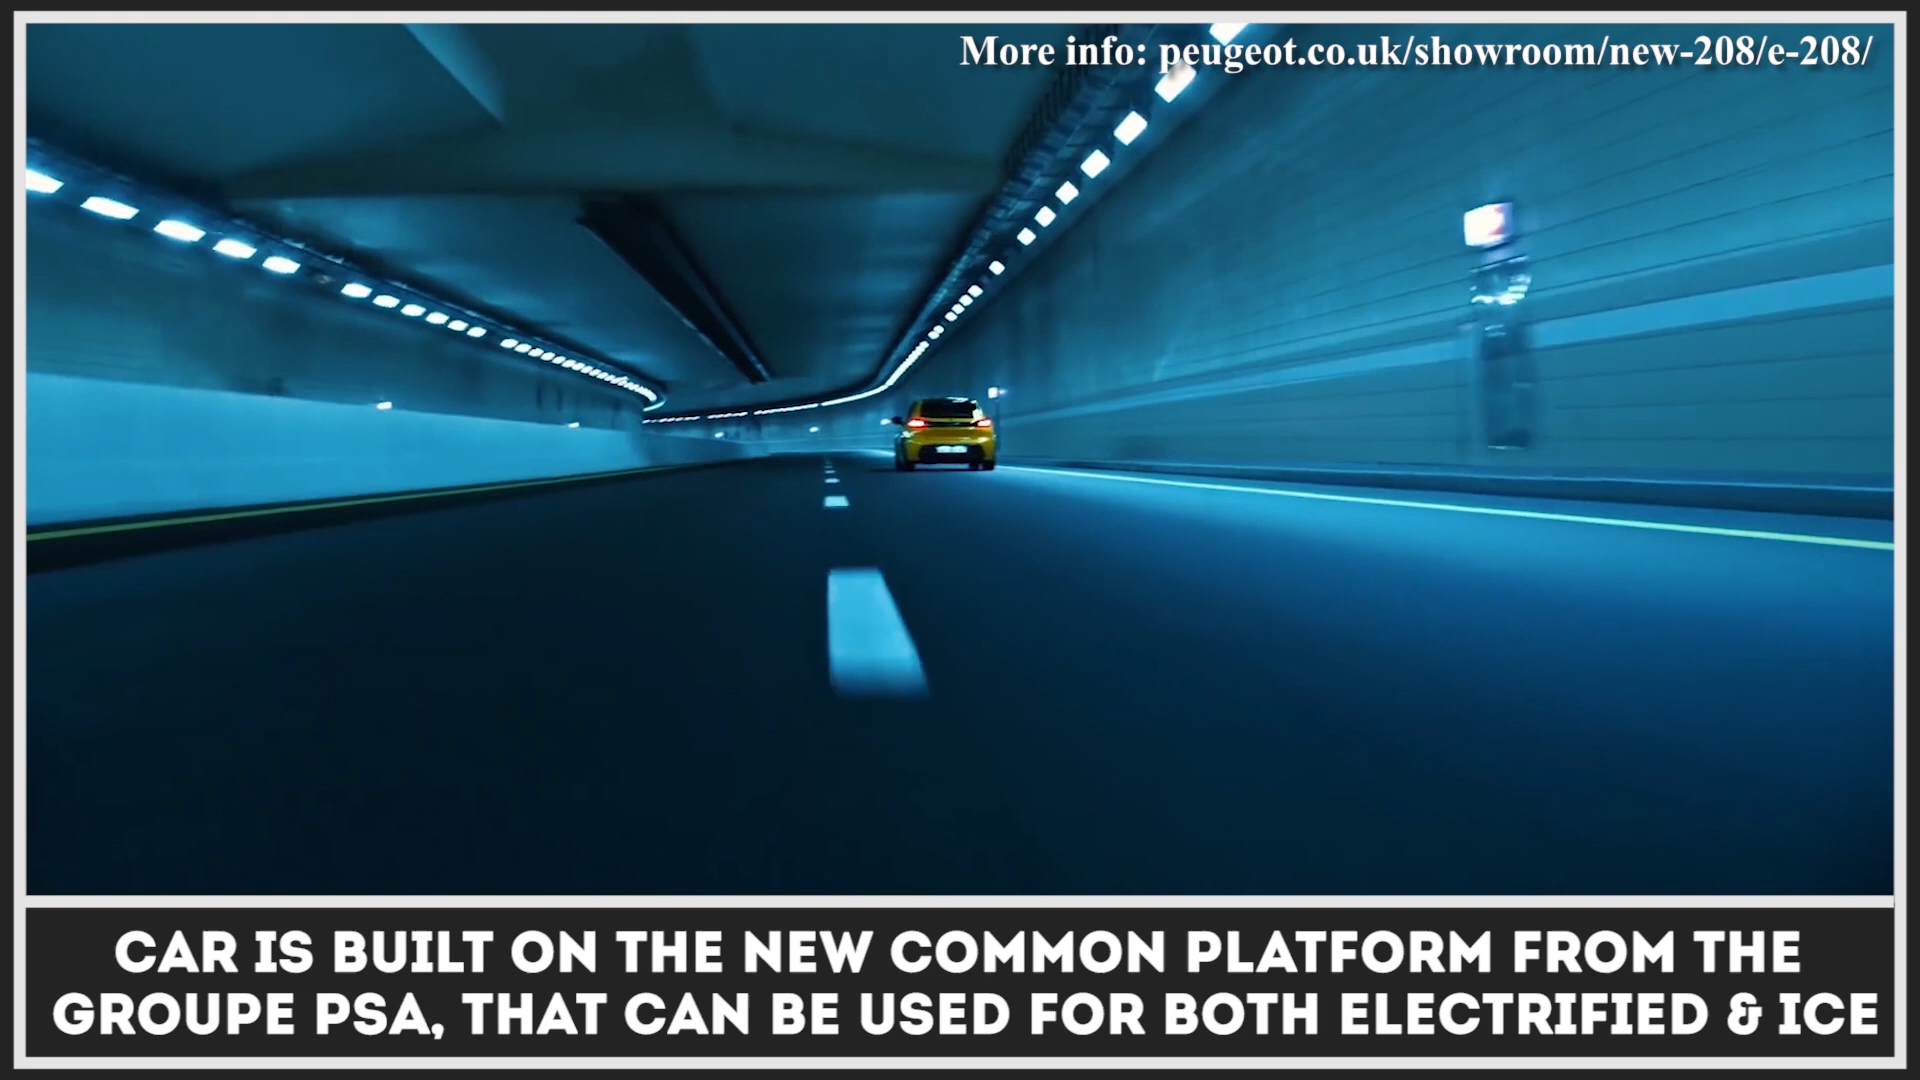 More info: peugeot.co.uk/showroom/new-208/e-208/
CAR IS BUILT ON THE NEW COMMON PLATFORM FROM THE
GROUPE PSA, THAT CAN BE USED FOR BOTH ELECTRIFIED & ICE